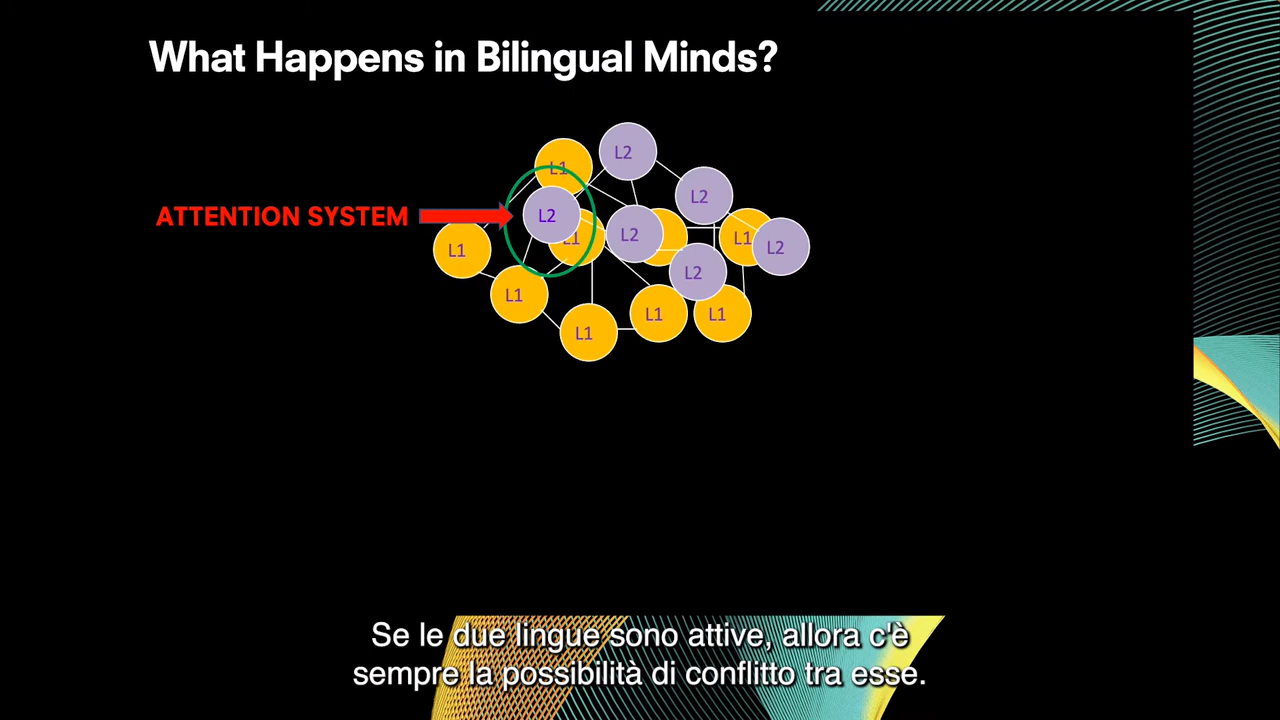 What Happens in Bilingual Minds?
L2
L1
L2
ATTENTION SYSTEM
L2
L1
L2
L1
L2
L1
L2
L1
L1
L1
L1
Se le due lingue sono attive, allora c'è
sempre la possibilità di conflitto tra esse.